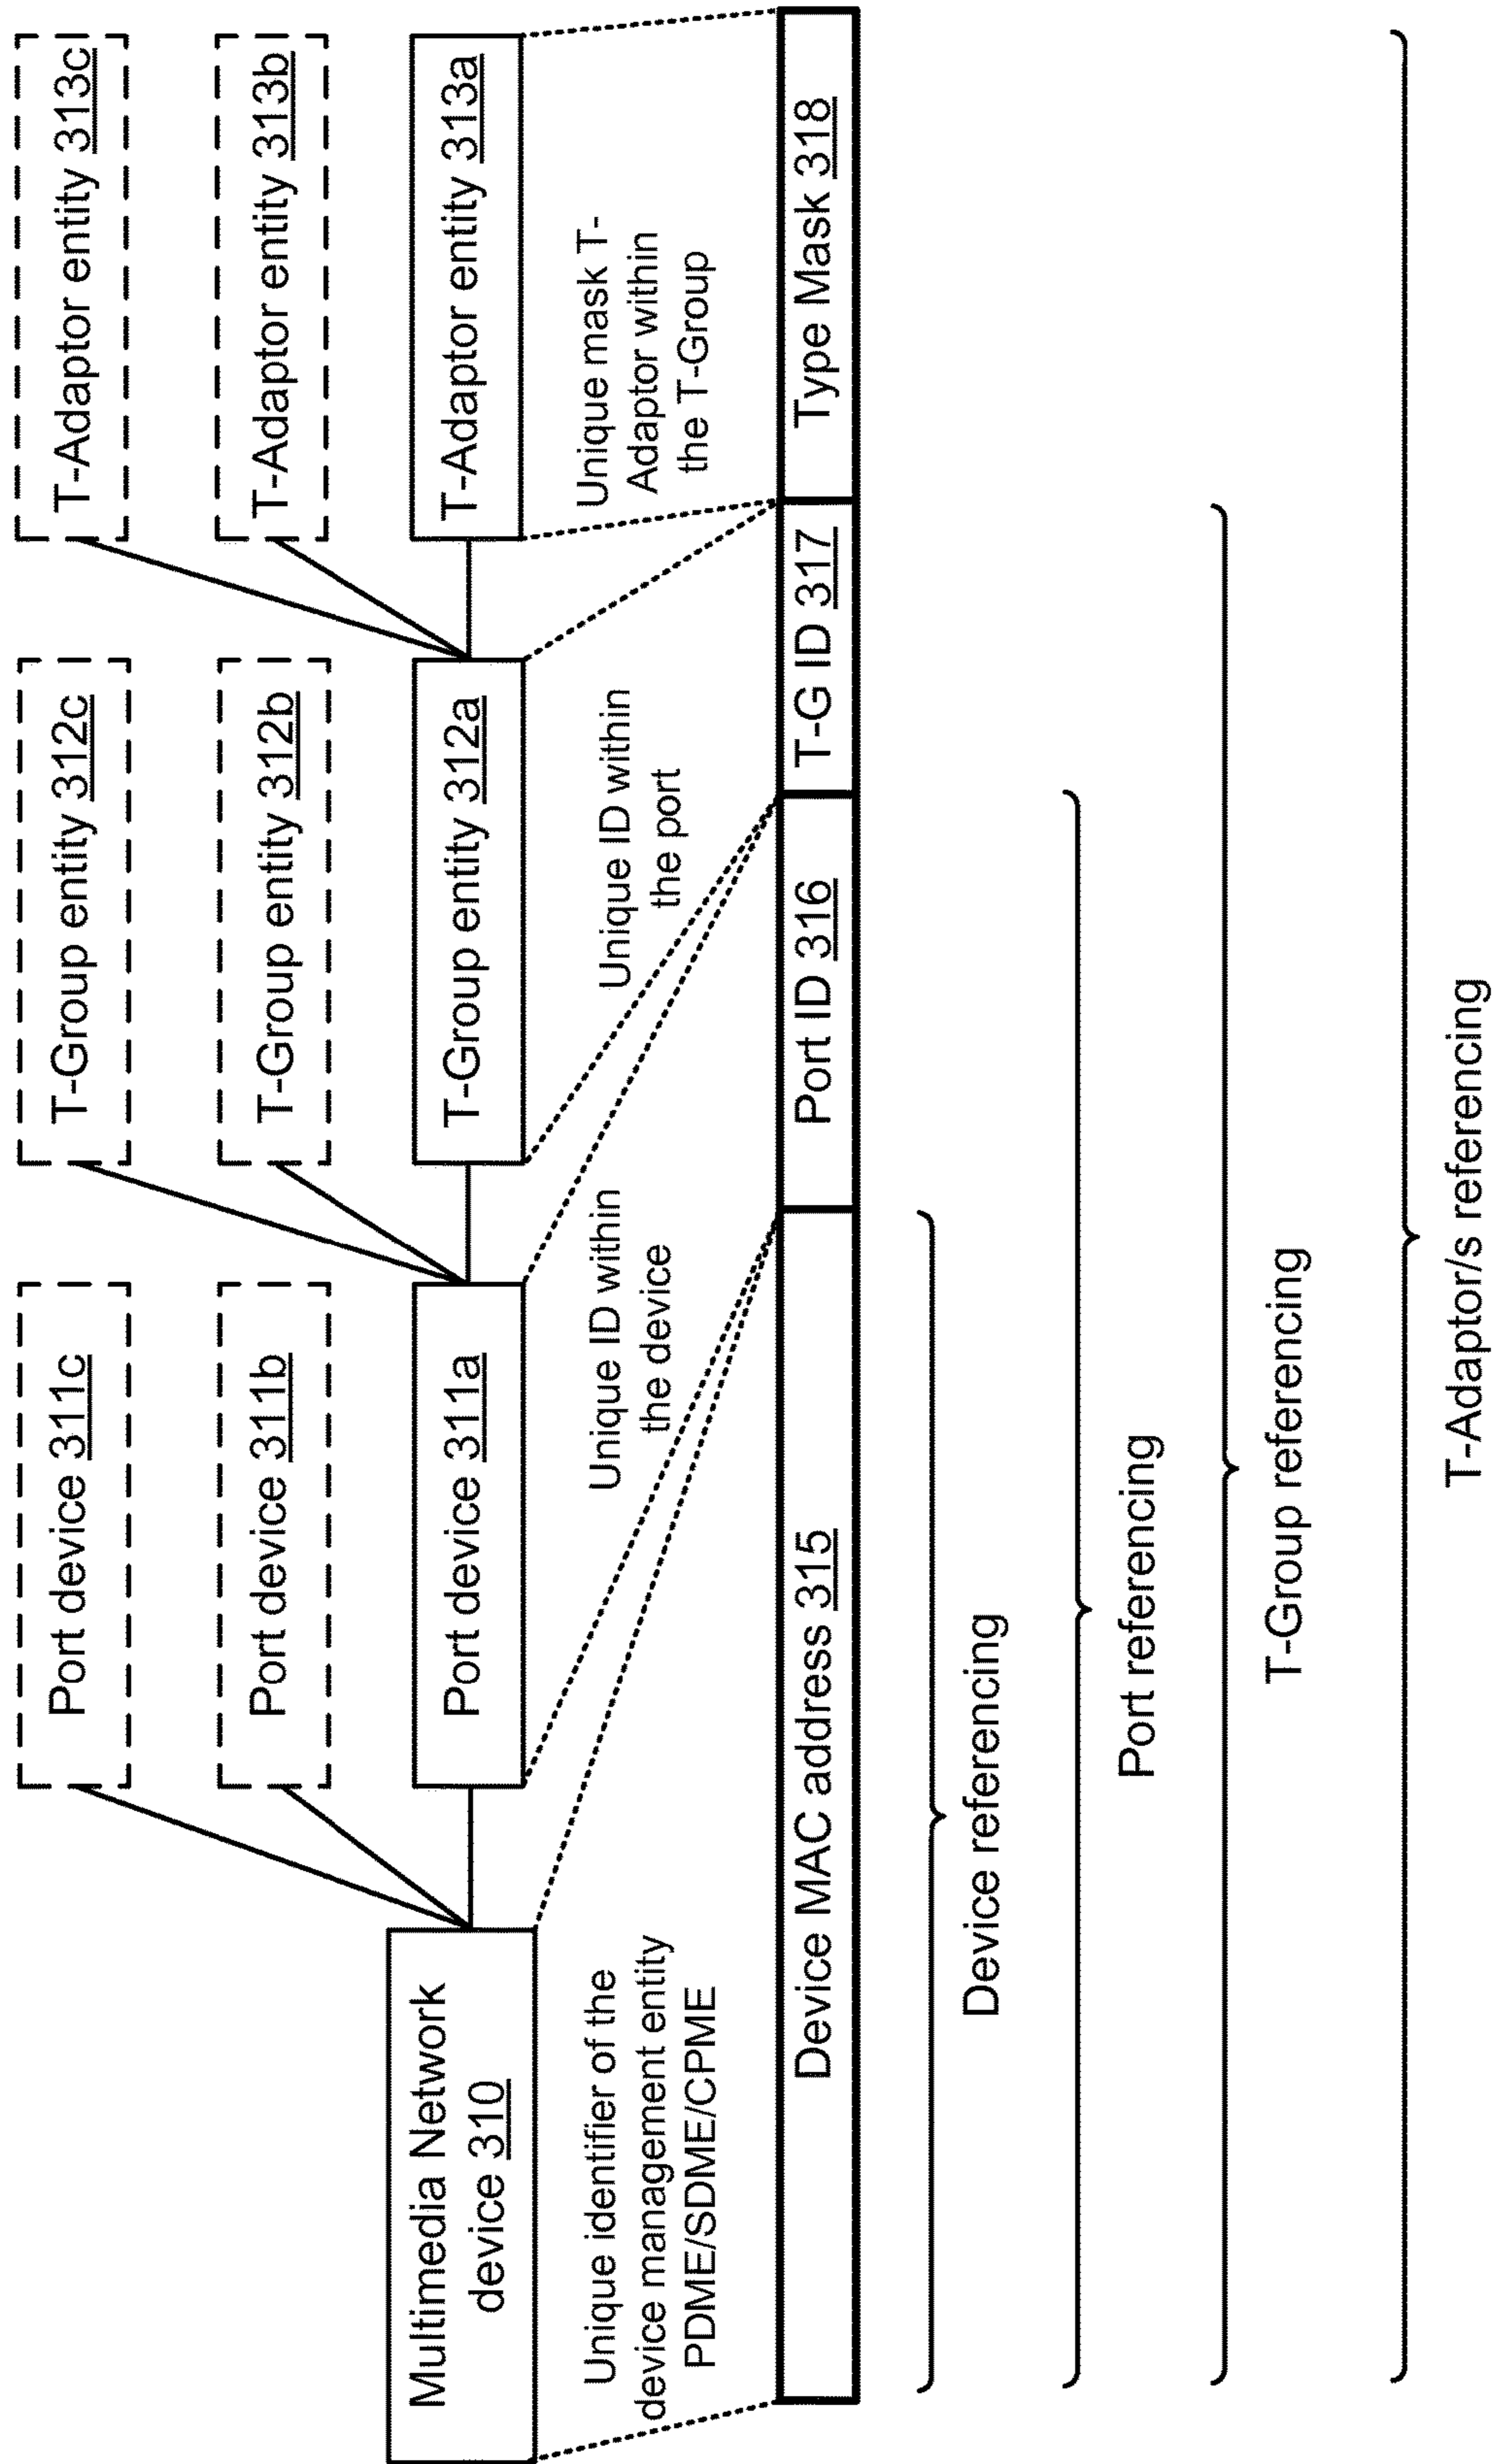 Port device 311c
T-Group entity 312c
T-Adaptor entity 313c
Port device 311b
T-Group entity 312b
T-Adaptor entity 313b
Multimedia Network
device 310
Port device 311a
T-Group entity 312a
T-Adaptor entity 313a
Unique identifier of the
device management entity
PDME/SDME/CPME
Unique ID within
the device
Unique ID within
the port
Unique mask T-
Adaptor within
the T-Group
Device MAC address 315
Port ID 316
T-G ID 317
Type Mask 318
Device referencing
Port referencing
T-Group referencing
T-Adaptor/s referencing